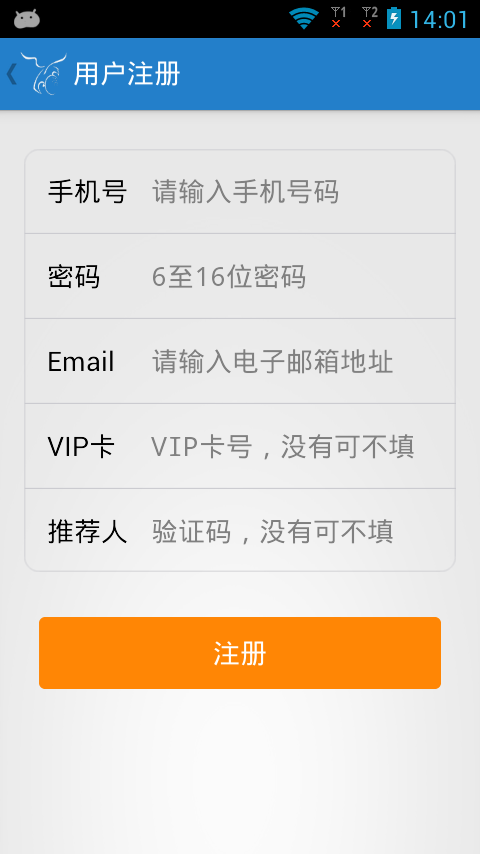 1 2 14:01
用户注册
手机号 请输入手机号码
密码 6至16位密码
Email 请输入电子邮箱地址
VIP卡 VIP卡号，没有可不填
推荐人 验证码，没有可不填
注册